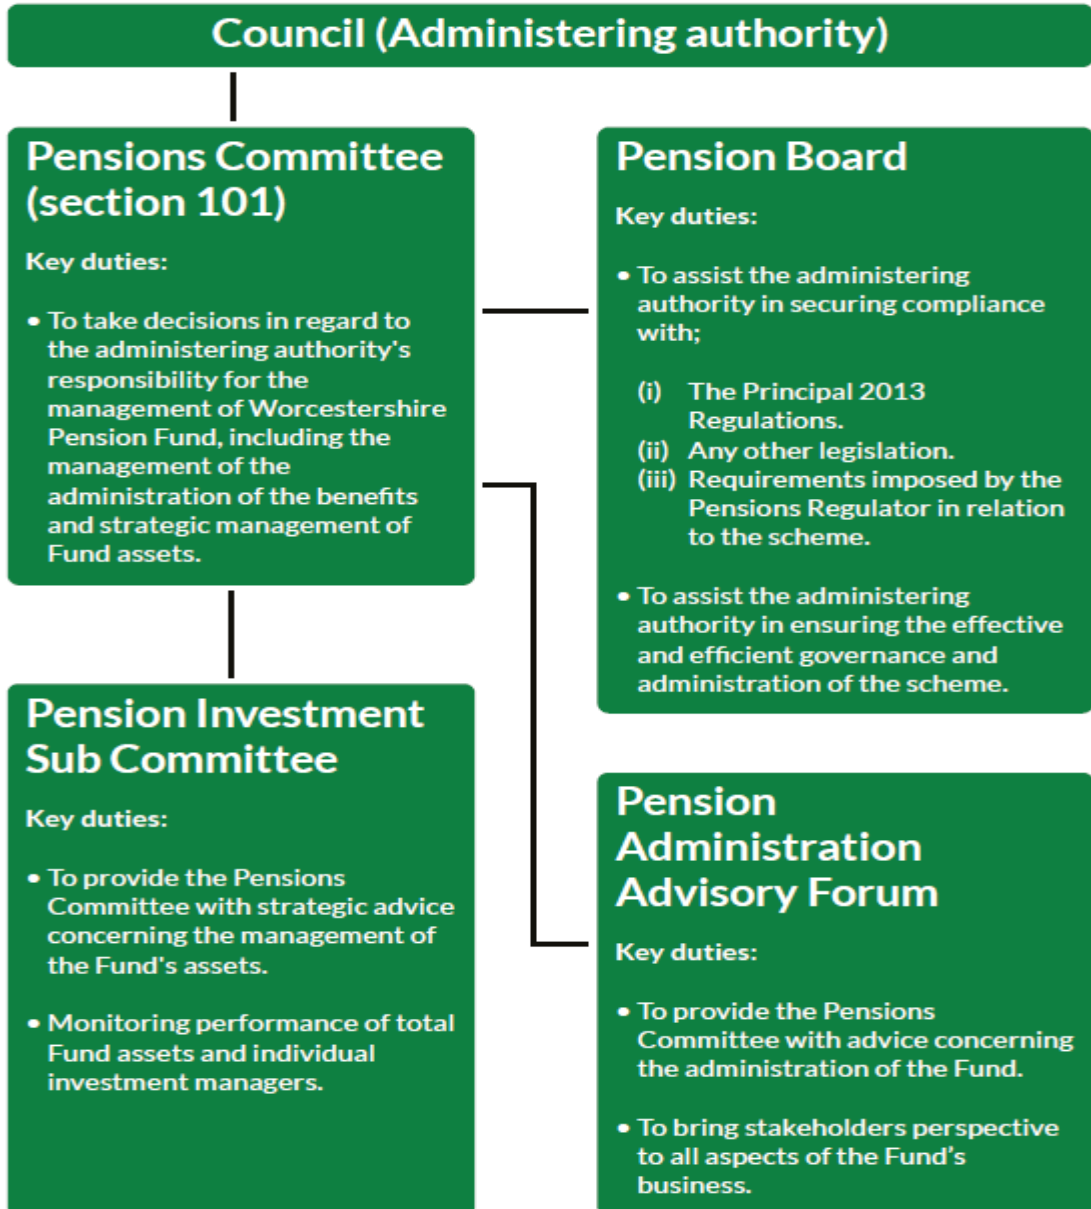 Council (Administering authority)
Pensions Committee
(section 101)
Key duties:
• To take decisions in regard to
the administering authority's
responsibility for the
management of Worcestershire
Pension Fund, including the
management of the
administration of the benefits
and strategic management of
Fund assets.
Pension Board
Key duties:
• To assist the administering
authority in securing compliance
with;
(i) The Principal 2013
Regulations.
(ii) Any other legislation.
(iii) Requirements imposed by the
Pensions Regulator in relation
to the scheme.
• To assist the administering
authority in ensuring the effective
and efficient governance and
administration of the scheme.
Pension Investment
Sub Committee
Key duties:
• To provide the Pensions
Committee with strategic advice
concerning the management of
the Fund's assets.
• Monitoring performance of total
Fund assets and individual
investment managers.
Pension
Administration
Advisory Forum
Key duties:
• To provide the Pensions
Committee with advice concerning
the administration of the Fund.
• To bring stakeholders perspective
to all aspects of the Fund’s
business.